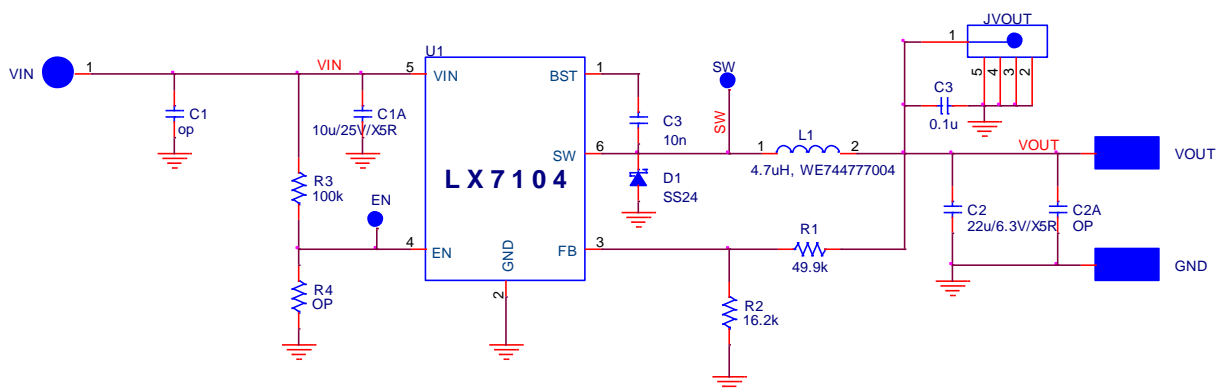 JVOUT
1
5
4
3
2
C3
0.1u
VIN
1
VIN
5
U1
VIN
BST
1
SW
SW
C1
op
C1A
10u/25V/X5R
C3
10n
LX7104
SW
6
1
L1
2
4.7uH, WE744777004
VOUT
VOUT
D1
SS24
R3
100k
EN
4
EN
GND
2
FB
3
R1
49.9k
C2
22u/6.3V/X5R
C2A
OP
GND
R4
OP
R2
16.2k